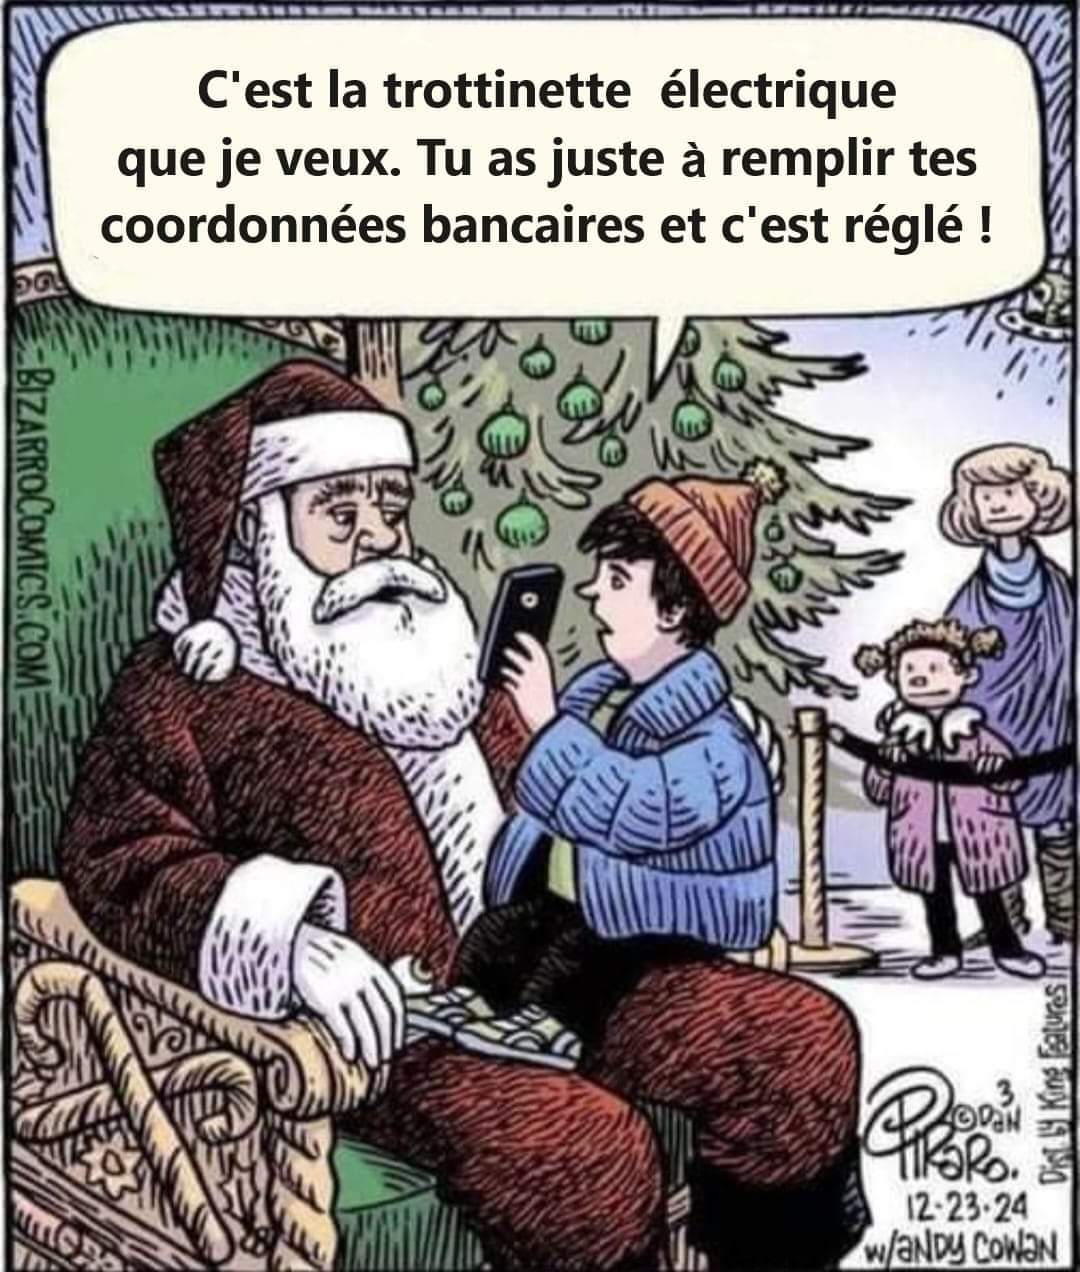 C'est la trottinette électrique
que je veux. Tu as juste à remplir tes
coordonnées bancaires et c'est réglé !
BIZARROCOMICS.COM
Dist. by King Features
3
©DaN
PiRaRo.
12-23-24
w/aNDy CoWaN